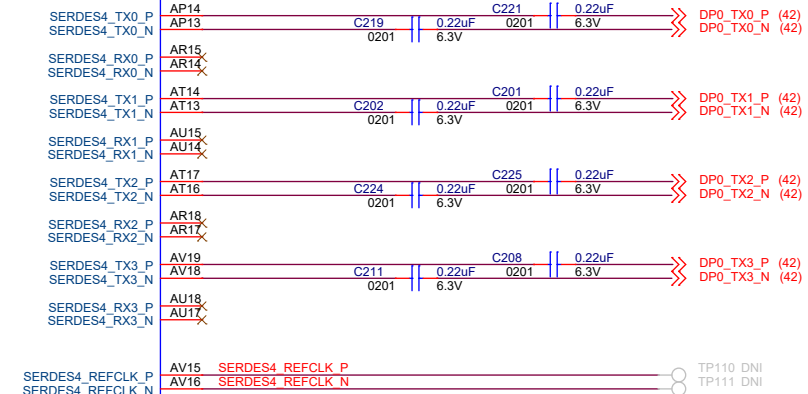 SERDES4_TX0_P AP14 C221 0.22uF DP0_TX0_P (42)
SERDES4_TX0_N AP13 C219 0.22uF 0201 6.3V DP0_TX0_N (42)
0201 6.3V
SERDES4_RX0_P AR15
SERDES4_RX0_N AR14
SERDES4_TX1_P AT14 C201 0.22uF DP0_TX1_P (42)
SERDES4_TX1_N AT13 C202 0.22uF 0201 6.3V DP0_TX1_N (42)
0201 6.3V
SERDES4_RX1_P AU15
SERDES4_RX1_N AU14
SERDES4_TX2_P AT17 C225 0.22uF DP0_TX2_P (42)
SERDES4_TX2_N AT16 C224 0.22uF 0201 6.3V DP0_TX2_N (42)
0201 6.3V
SERDES4_RX2_P AR18
SERDES4_RX2_N AR17
SERDES4_TX3_P AV19 C208 0.22uF DP0_TX3_P (42)
SERDES4_TX3_N AV18 C211 0.22uF 0201 6.3V DP0_TX3_N (42)
0201 6.3V
SERDES4_RX3_P AU18
SERDES4_RX3_N AU17
SERDES4_REFCLK_P AV15 SERDES4_REFCLK_P TP110 DNI
SERDES4_REFCLK_N AV16 SERDES4_REFCLK_N TP111 DNI